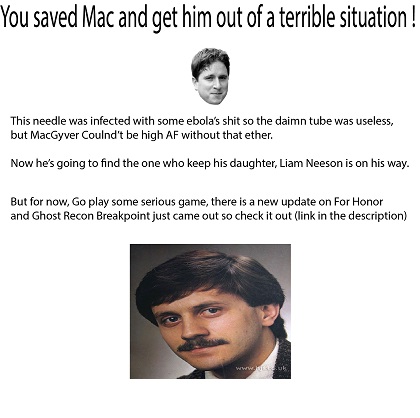 You saved Mac and get him out of a terrible situation !
This needle was infected with some ebola's shit so the daimn tube was useless,
but MacGyver Coulnd't be high AF without that ether.
Now he's going to find the one who keep his daughter, Liam Neeson is on his way.
But for now, Go play some serious game, there is a new update on For Honor
and Ghost Recon Breakpoint just came out so check it out (link in the description)